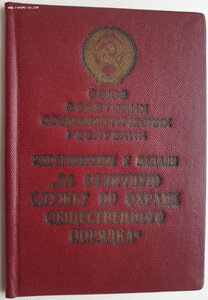 СОЮЗ
СОВЕТСКИХ
СОЦИАЛИСТИЧЕСКИХ
РЕСПУБЛИК
УДОСТОВЕРЕНИЕ К МЕДАЛИ
„ЗА ОТЛИЧНУЮ
СЛУЖБУ ПО ОХРАНЕ
ОБЩЕСТВЕННОГО
ПОРЯДКА“